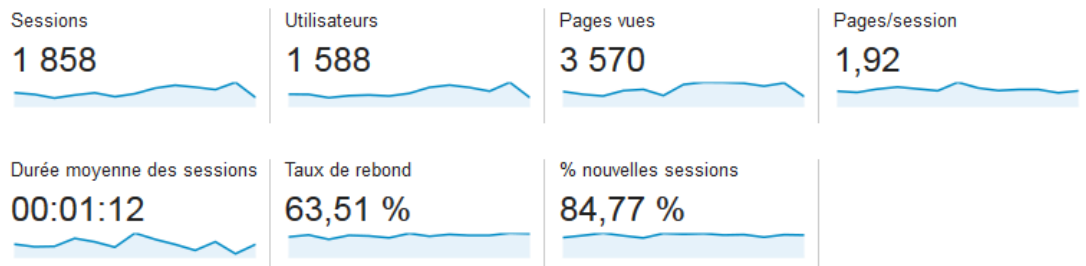 Sessions
1 858
Utilisateurs
1 588
Pages vues
3 570
Pages/session
1,92
Durée moyenne des sessions
00:01:12
Taux de rebond
63,51 %
% nouvelles sessions
84,77 %